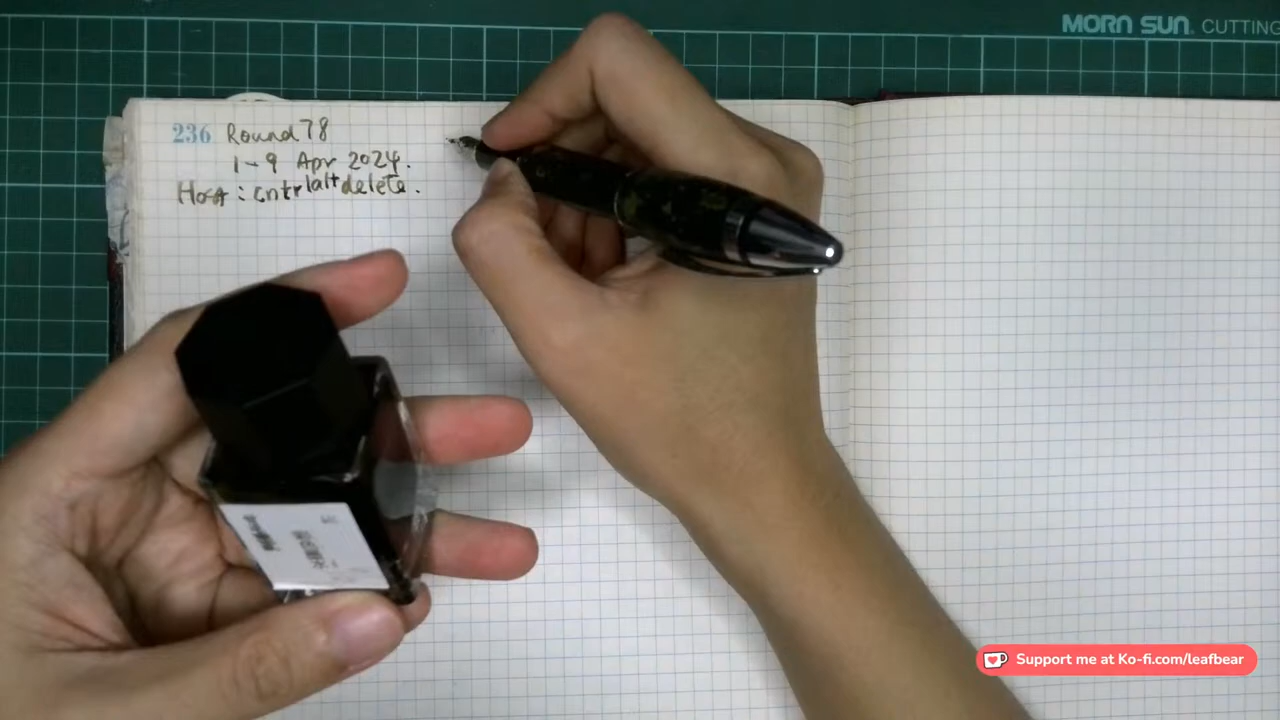 MORN SUN. CUTTING
236 Round 78
1-9 Apr 2024.
Host: cntrlaltdelete.
Support me at Ko-fi.com/leafbear